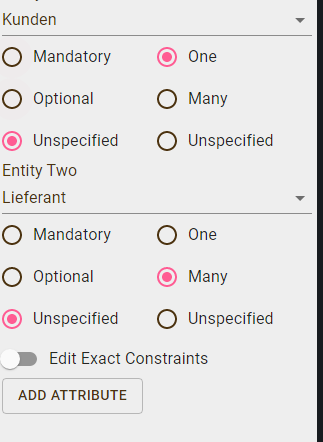 Kunden
Mandatory One
Optional Many
Unspecified Unspecified
Entity Two
Lieferant
Mandatory One
Optional Many
Unspecified Unspecified
Edit Exact Constraints
ADD ATTRIBUTE